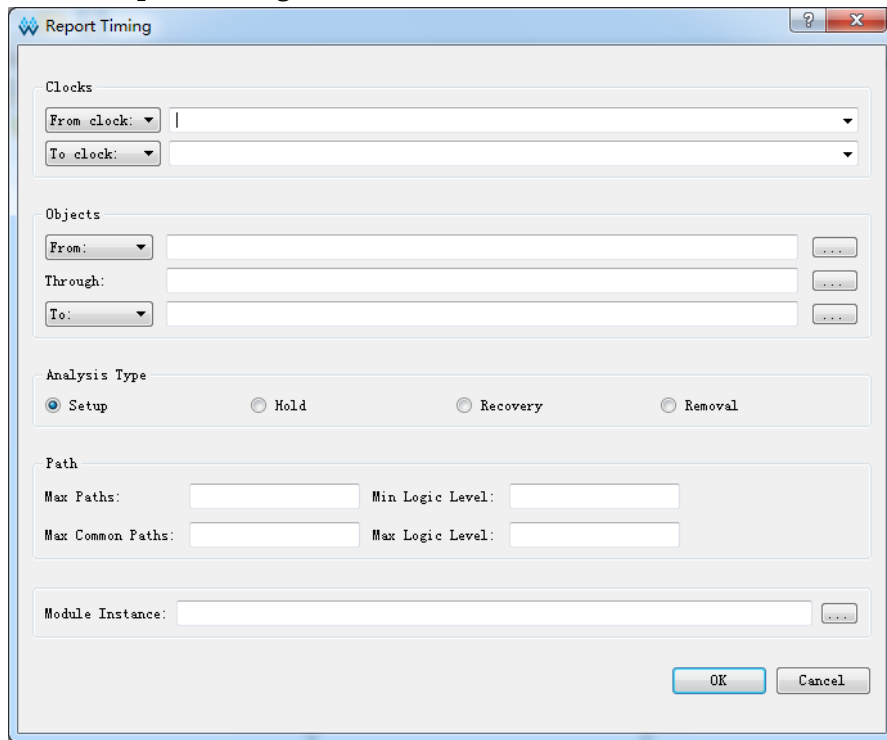 Report Timing
Clocks
From clock:
To clock:
Objects
From: ...
Through: ...
To: ...
Analysis Type
Setup Hold Recovery Removal
Path
Max Paths: Min Logic Level:
Max Common Paths: Max Logic Level:
Module Instance: ...
OK Cancel